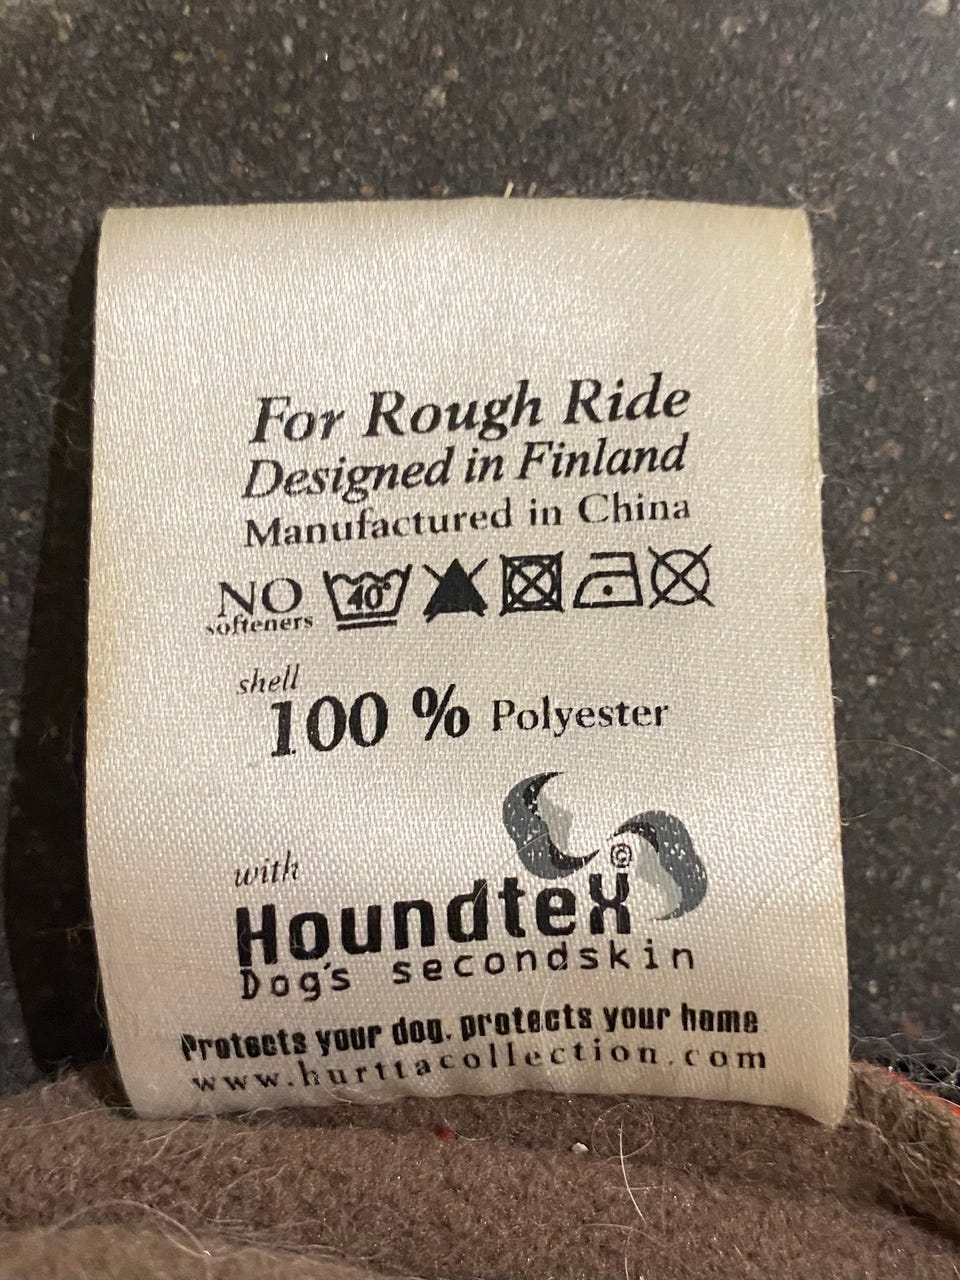 For Rough Ride
Designed in Finland
Manufactured in China
NO 40°
softeners
shell
100 % Polyester
with
Houndtex ©
Dog's secondskin
Protects your dog, protects your home
www.hurttacollection.com